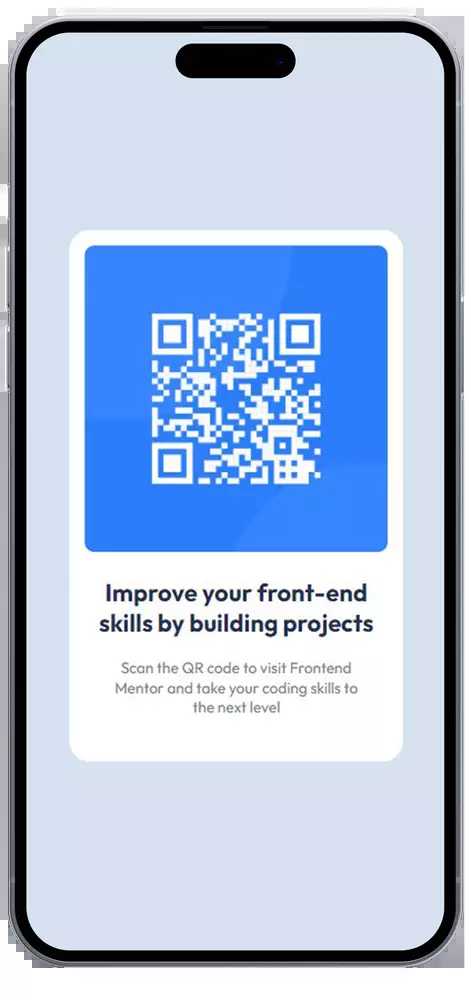 Improve your front-end
skills by building projects
Scan the QR code to visit Frontend
Mentor and take your coding skills to
the next level